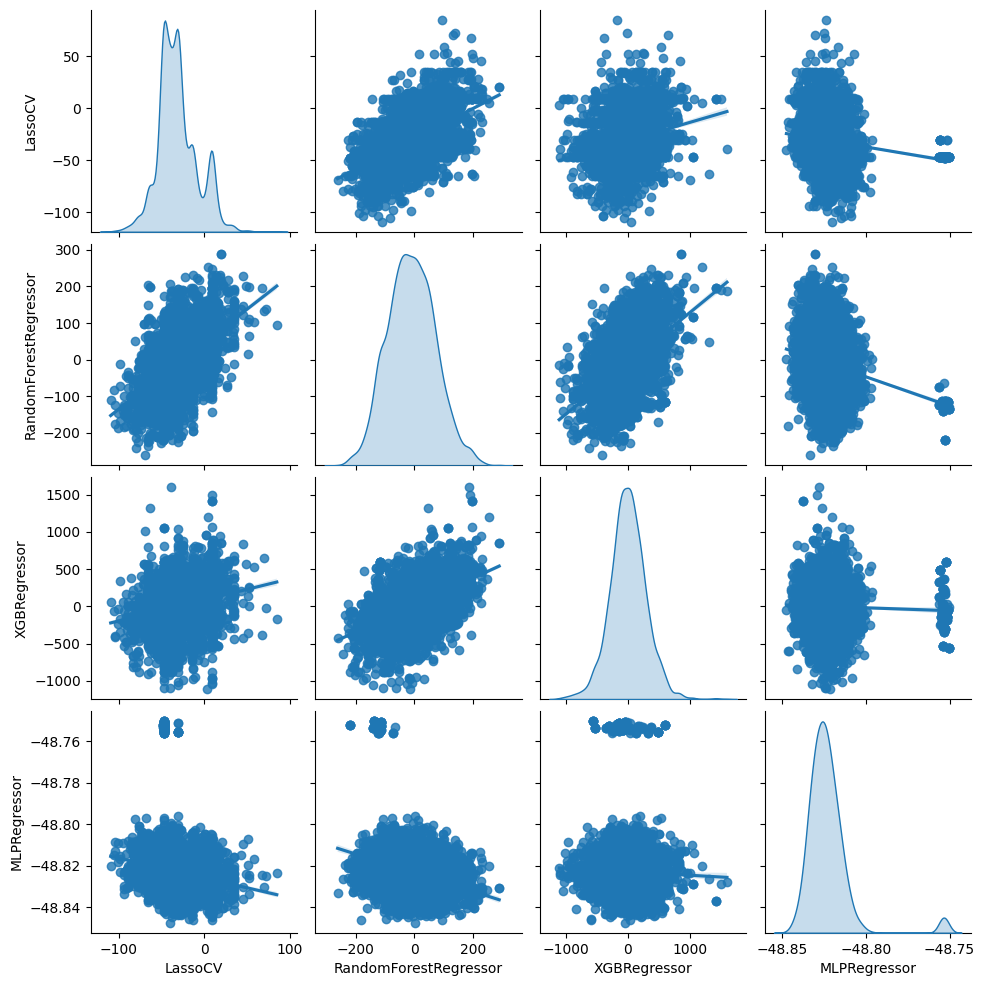 LassoCV
50
0
−50
−100
RandomForestRegressor
300
200
100
0
−100
−200
XGBRegressor
1500
1000
500
0
−500
−1000
MLPRegressor
−48.76
−48.78
−48.80
−48.82
−48.84
−100 0 100
−200 0 200
−1000 0 1000
−48.85 −48.80 −48.75
LassoCV RandomForestRegressor XGBRegressor MLPRegressor